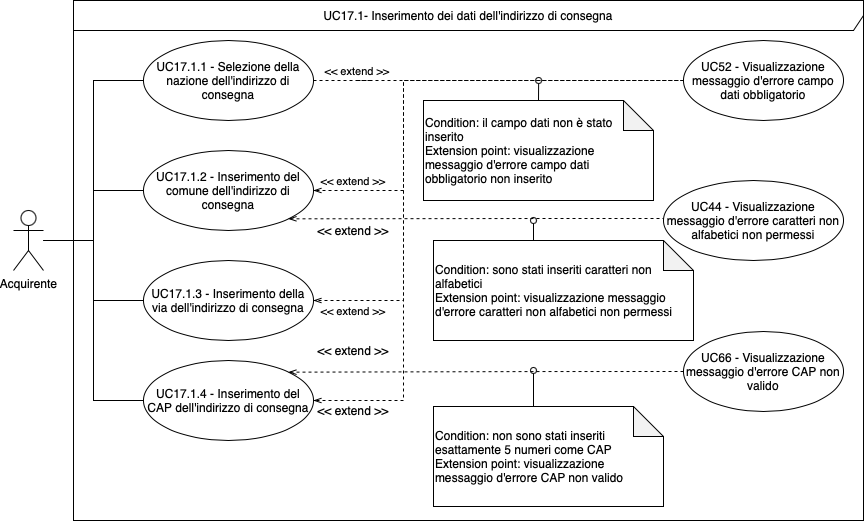 UC17.1- Inserimento dei dati dell'indirizzo di consegna
UC17.1.1 - Selezione della
nazione dell'indirizzo di
consegna
<< extend >>
UC52 - Visualizzazione
messaggio d'errore campo
dati obbligatorio
Condition: il campo dati non è stato
inserito
Extension point: visualizzazione
messaggio d'errore campo dati
obbligatorio non inserito
UC17.1.2 - Inserimento del
comune dell'indirizzo di
consegna
<< extend >>
<< extend >>
UC44 - Visualizzazione
messaggio d'errore caratteri non
alfabetici non permessi
Acquirente
Condition: sono stati inseriti caratteri non
alfabetici
Extension point: visualizzazione messaggio
d'errore caratteri non alfabetici non permessi
UC17.1.3 - Inserimento della
via dell'indirizzo di consegna
<< extend >>
<< extend >>
UC66 - Visualizzazione
messaggio d'errore CAP non
valido
UC17.1.4 - Inserimento del
CAP dell'indirizzo di consegna
<< extend >>
Condition: non sono stati inseriti
esattamente 5 numeri come CAP
Extension point: visualizzazione
messaggio d'errore CAP non valido